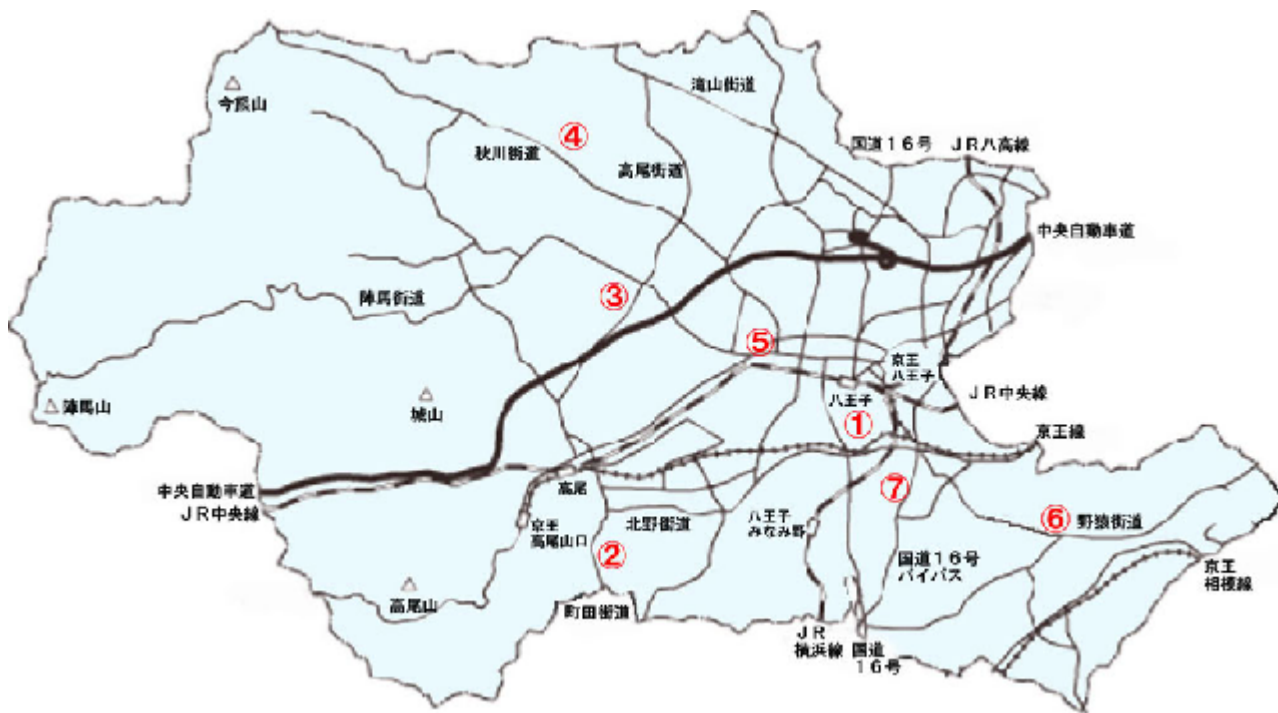 滝山街道
今熊山
④
国道16号
JR八高線
秋川街道
高尾街道
中央自動車道
陣馬街道
③
⑤
京王
八王子
陣馬山
城山
八王子
JR中央線
①
京王線
中央自動車道
JR中央線
高尾
⑦
京王
高尾山口
北野街道
八王子
みなみ野
⑥
野猿街道
②
国道16号
バイパス
京王
相模線
高尾山
町田街道
JR
横浜線
国道
16号